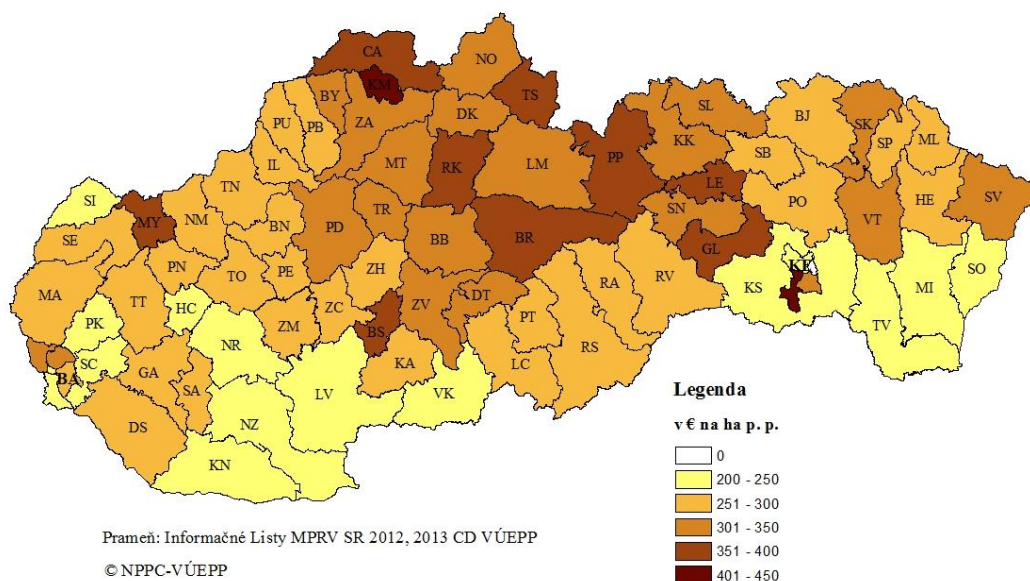 CA
NO
KM
TS
BY
PU
PB
ZA
DK
SL
BJ
SK
SP
ML
IL
MT
RK
LM
PP
KK
SB
TN
SI
MY
NM
LE
PO
VT
HE
SV
SE
BN
PD
TR
BB
BR
SN
GL
MA
TT
PN
TO
PE
ZH
RA
RV
KS
KE
MI
SO
PK
HC
ZM
ZC
ZV
DT
PT
TV
BA
SC
NR
BS
RS
GA
SA
LV
KA
LC
VK
DS
NZ
KN
Legenda
v € na ha p. p.
0
200 - 250
251 - 300
301 - 350
351 - 400
401 - 450
Prameň: Informačné Listy MPRV SR 2012, 2013 CD VÚEPP
© NPPC-VÚEPP